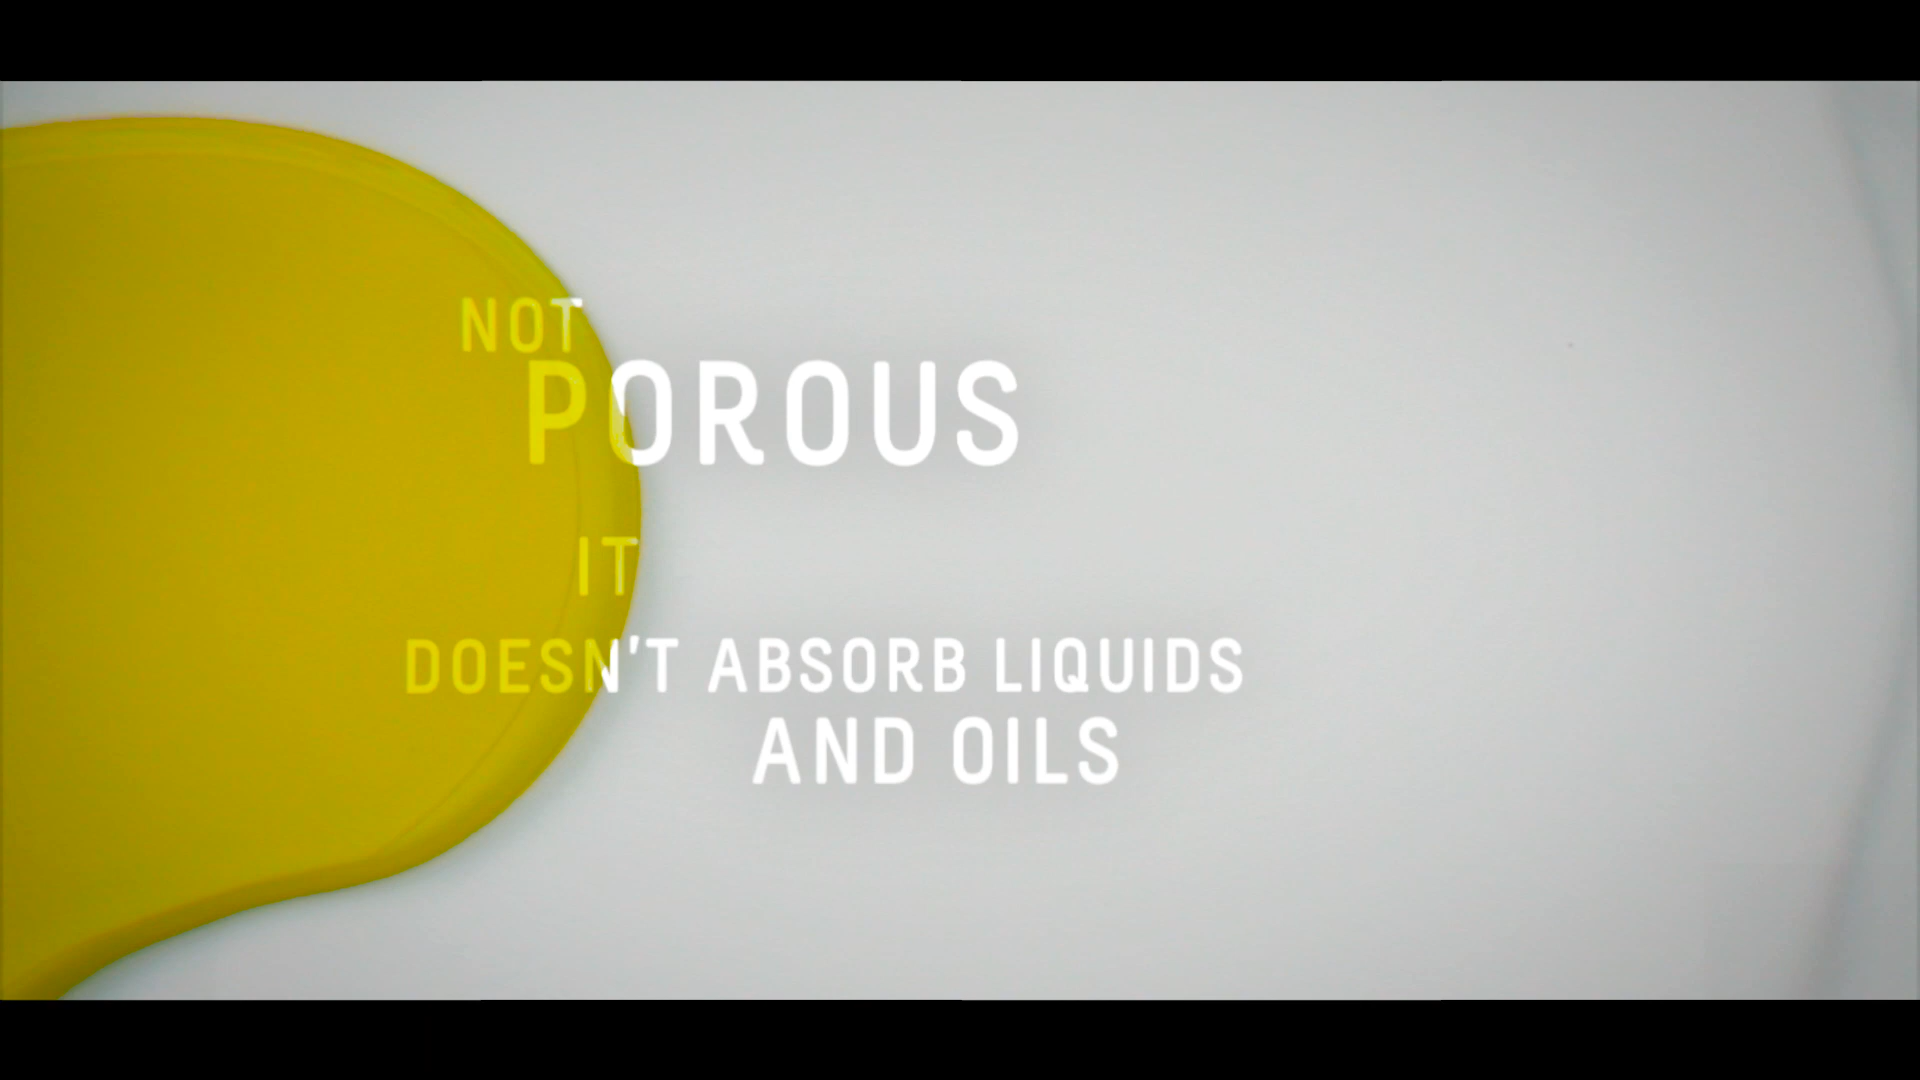 NOT
POROUS
IT
DOESN'T ABSORB LIQUIDS
AND OILS